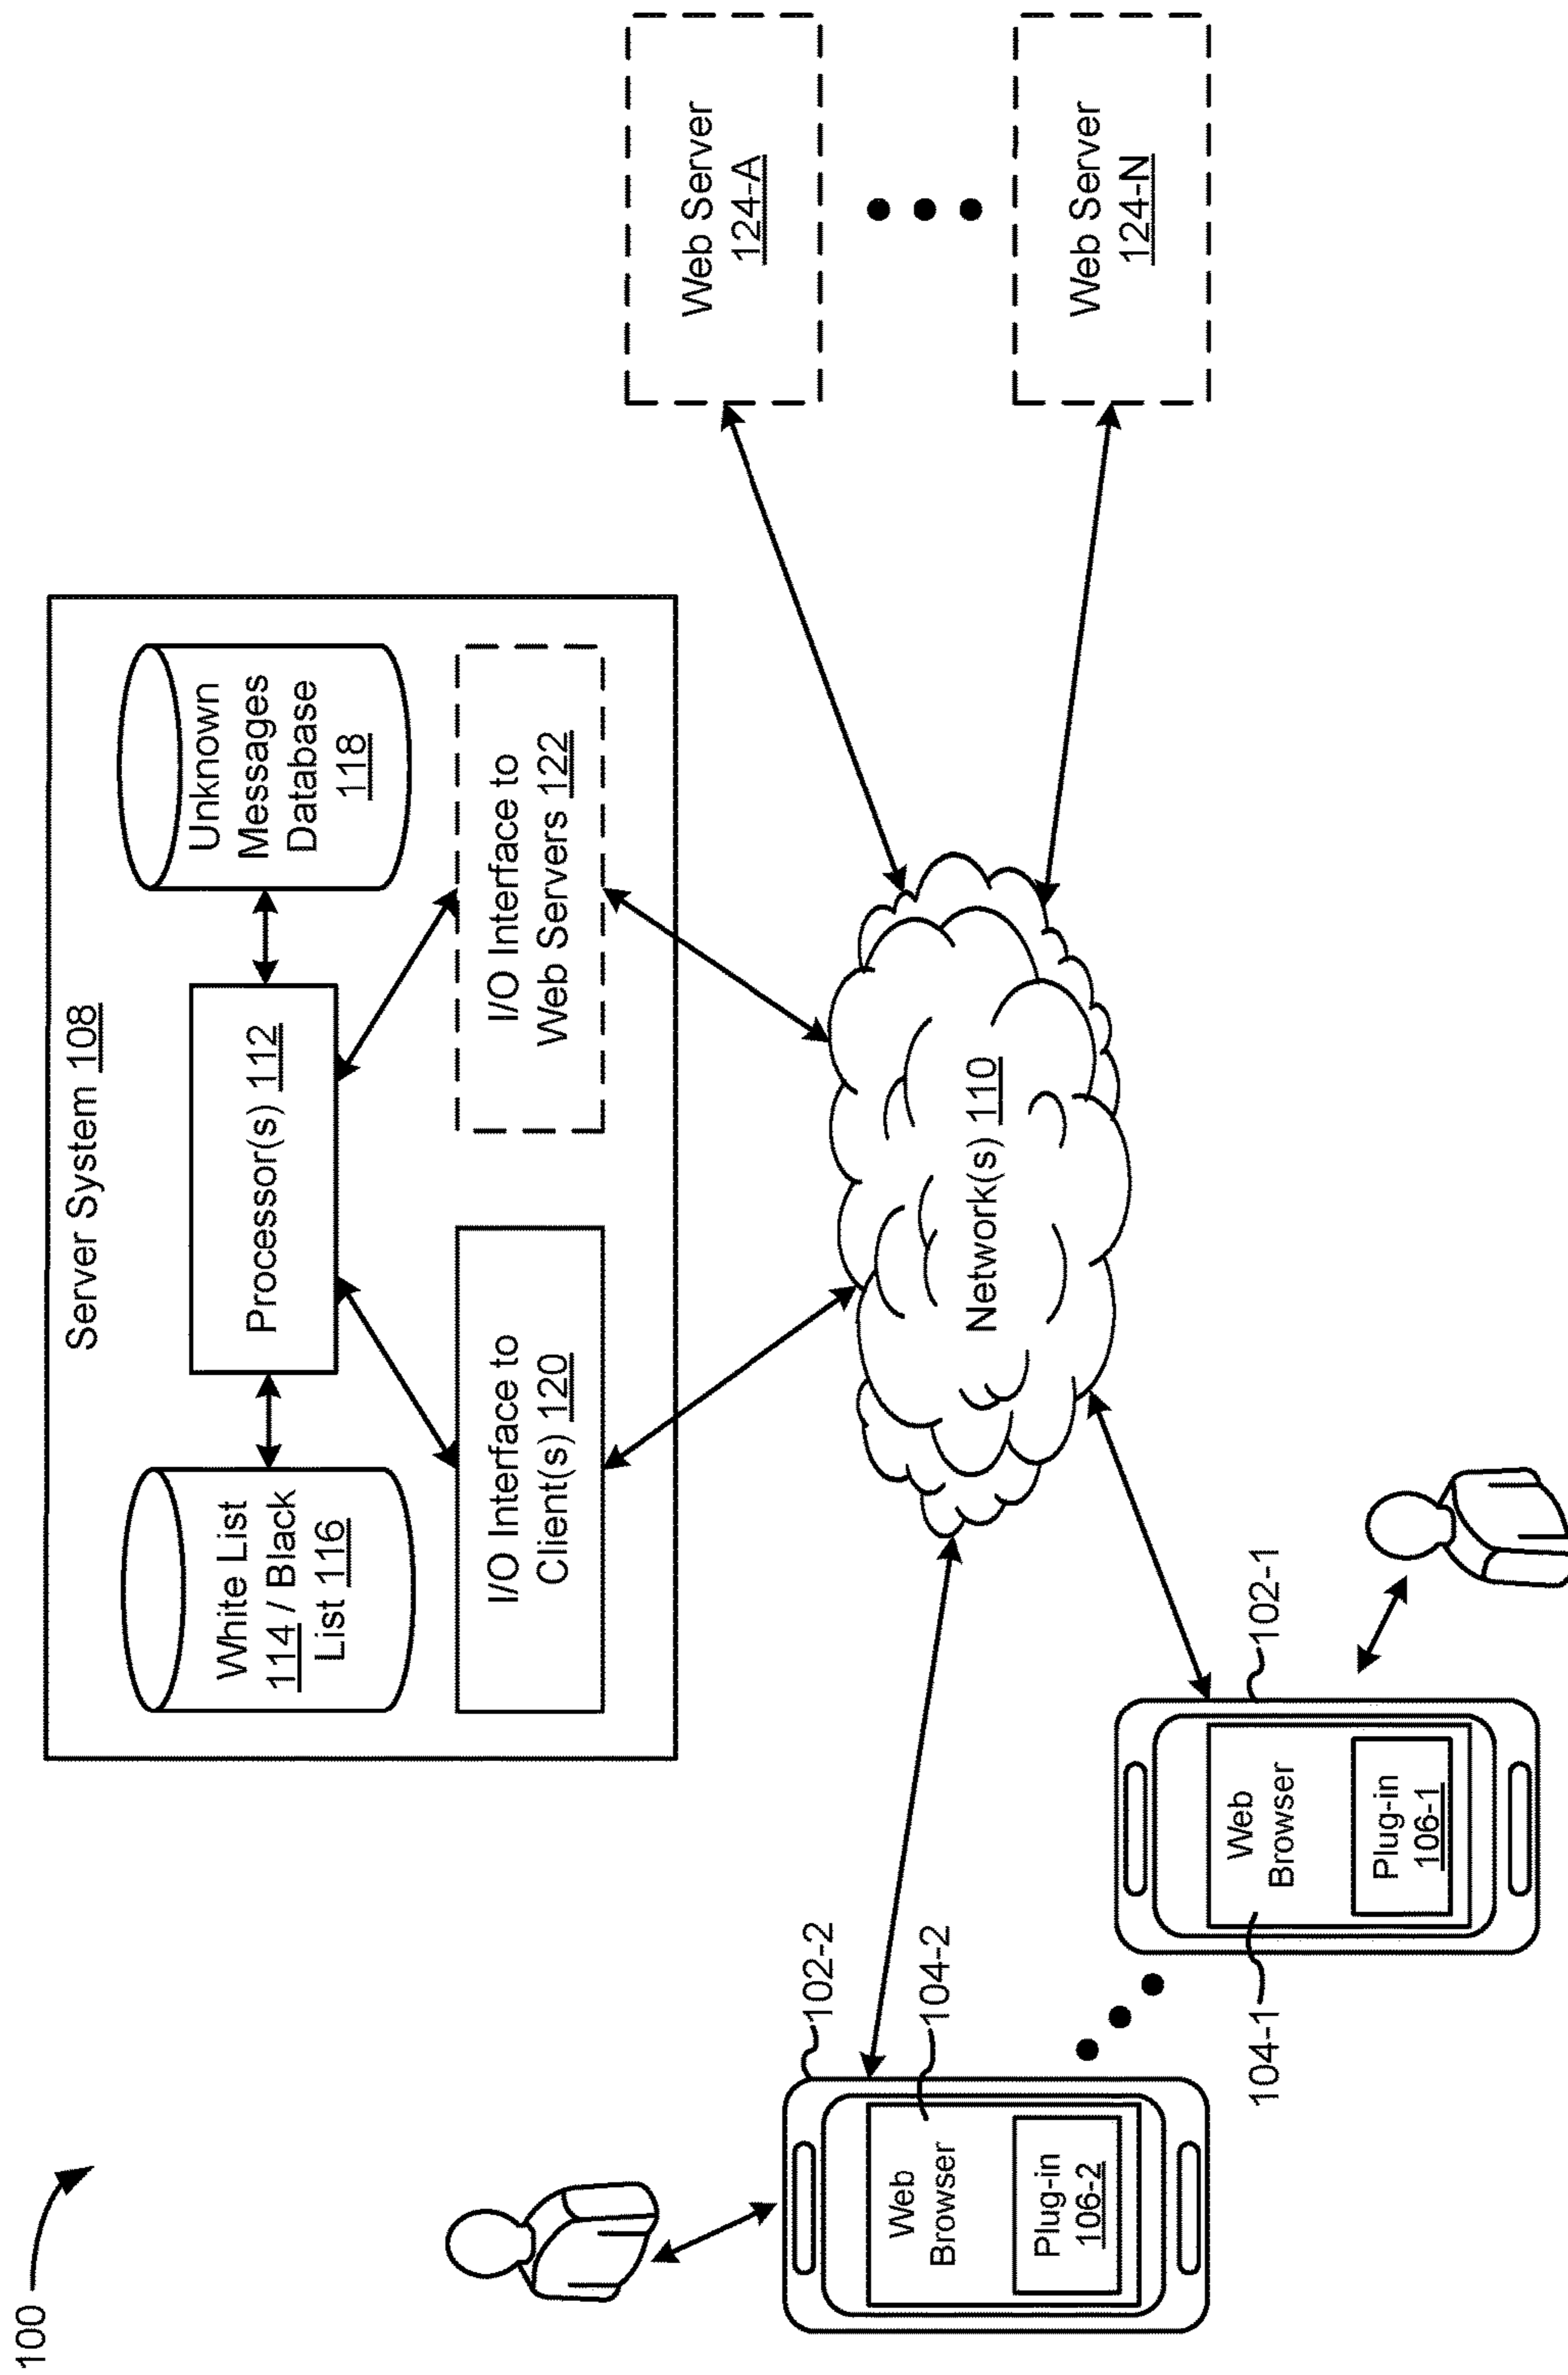 100
Server System 108
White List
114 / Black
List 116
Processor(s) 112
Unknown
Messages
Database
118
I/O Interface to
Client(s) 120
I/O Interface to
Web Servers 122
Web Server
124-A
Web Server
124-N
Network(s) 110
102-2
104-2
Web
Browser
Plug-in
106-2
102-1
104-1
Web
Browser
Plug-in
106-1